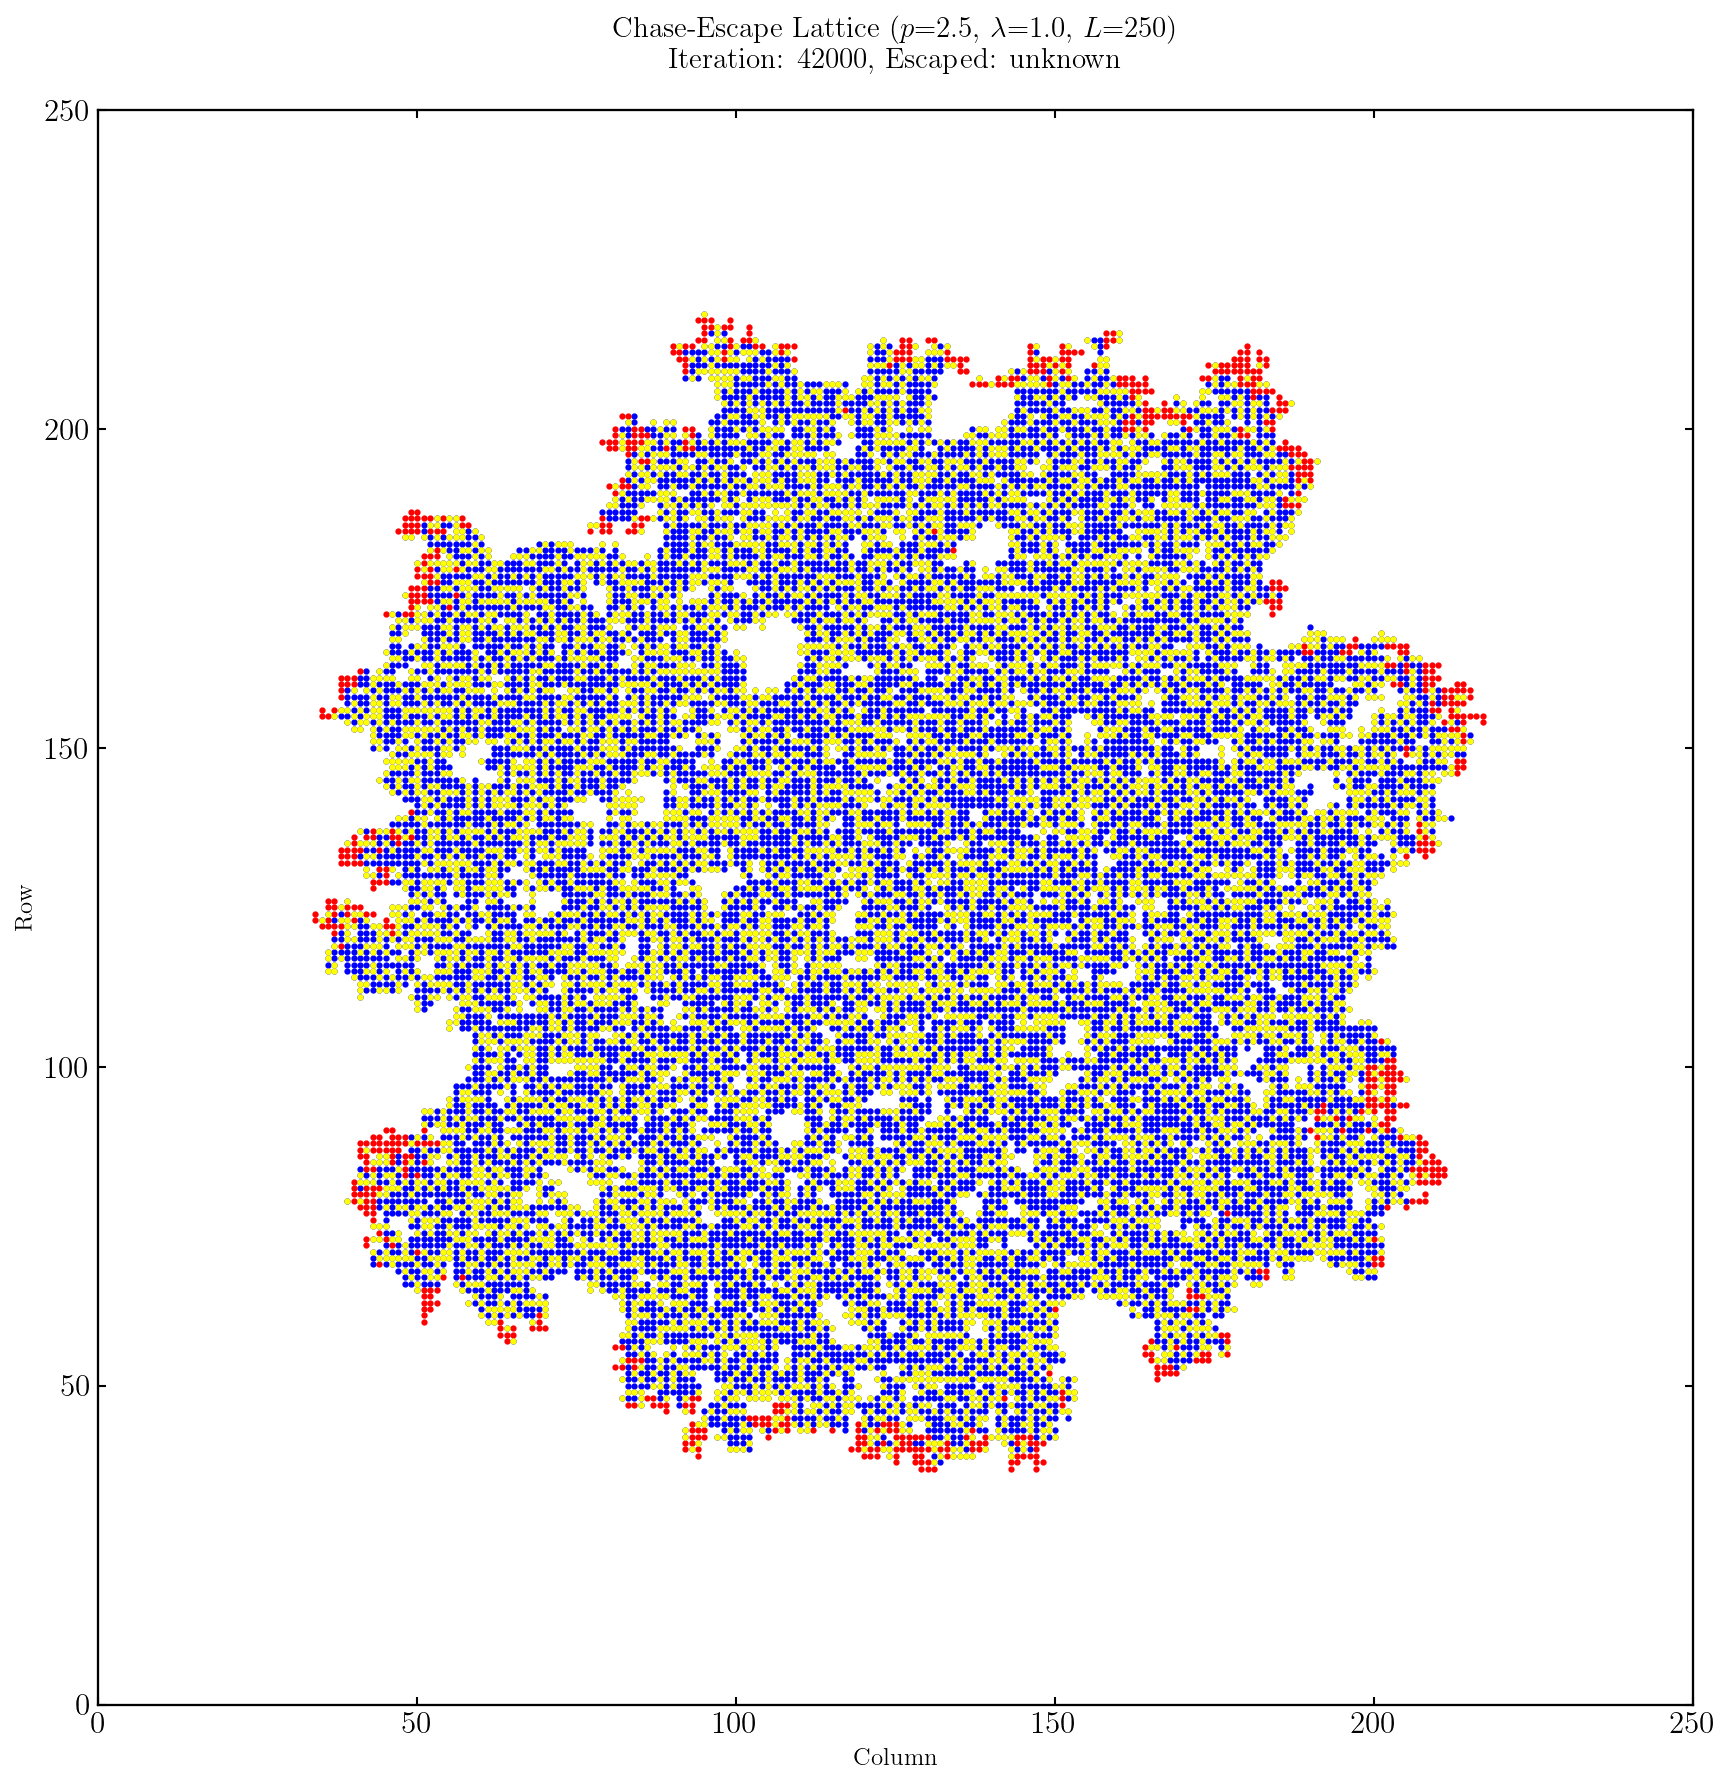 Chase-Escape Lattice (p=2.5, λ=1.0, L=250)
Iteration: 42000, Escaped: unknown
250
200
150
100
50
0
Row
0 50 100 150 200 250
Column